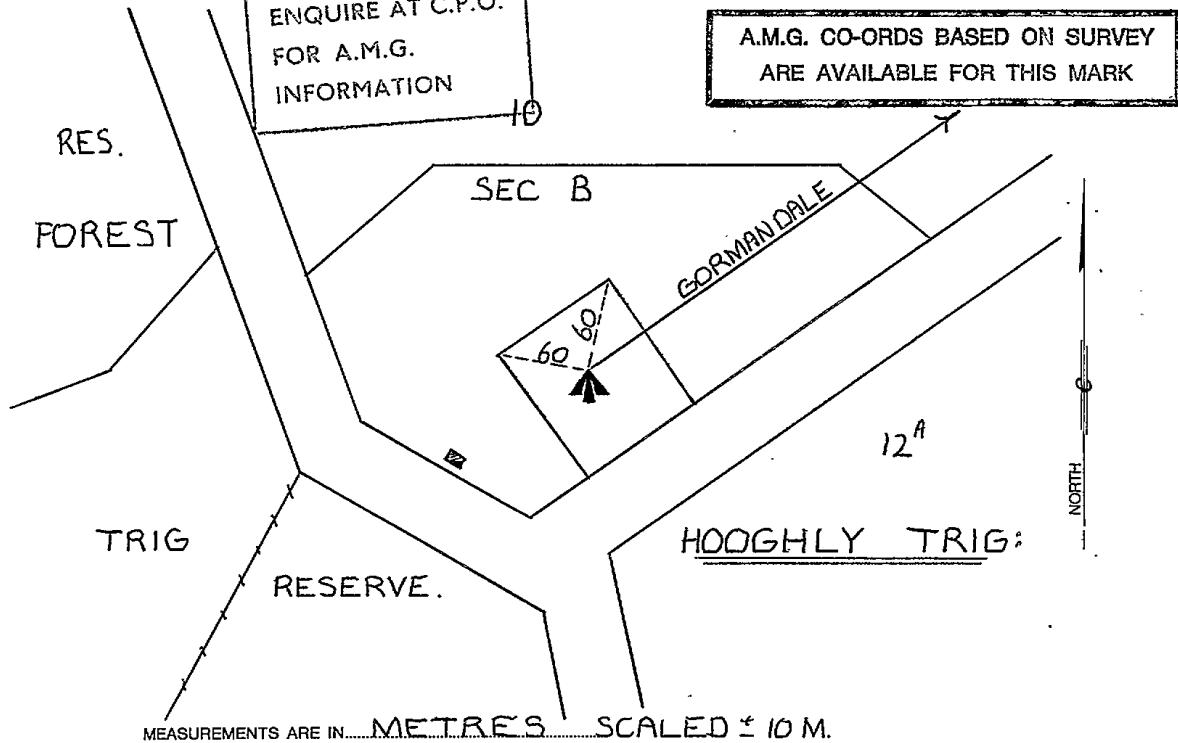 ENQUIRE AT C.P.O.
FOR A.M.G.
INFORMATION
A.M.G. CO-ORDS BASED ON SURVEY
ARE AVAILABLE FOR THIS MARK
10
RES.
FOREST
SEC B
GORMANDALE
60
60
12A
NORTH
TRIG
RESERVE.
HOOGHLY TRIG:
MEASUREMENTS ARE IN METRES SCALED ± 10 M.